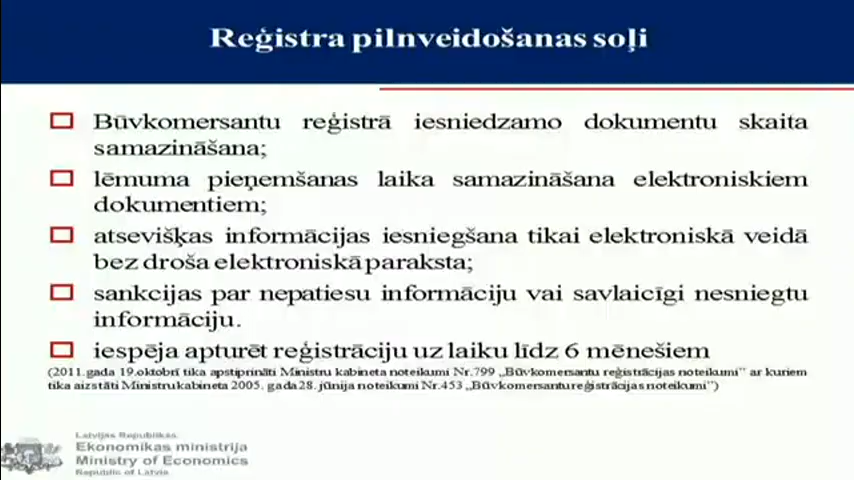 Reģistra pilnveidošanas soļi
Būvkomersantu reģistrā iesniedzamo dokumentu skaita
samazināšana;
lēmuma pieņemšanas laika samazināšana elektroniskiem
dokumentiem;
atsevišķas informācijas iesniegšana tikai elektroniskā veidā
bez droša elektroniskā paraksta;
sankcijas par nepatiesu informāciju vai savlaicīgi nesniegtu
informāciju.
iespēja apturēt reģistrāciju uz laiku līdz 6 mēnešiem
(2011.gada 19.oktobrī tika apstiprināti Ministru kabineta noteikumi Nr.799 „Būvkomersantu reģistrācijas noteikumi” ar kuriem
tika aizstāti Ministru kabineta 2005. gada 28. jūnija noteikumi Nr.453 „Būvkomersantu reģistrācijas noteikumi”)
Latvijas Republikas
Ekonomikas ministrija
Ministry of Economics
Republic of Latvia